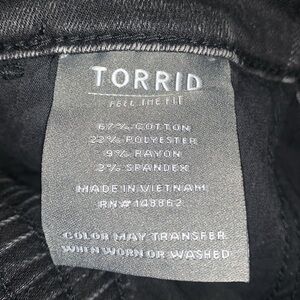 TORRID
FEEL THE FIT
67% COTTON
22% POLYESTER
9% RAYON
2% SPANDEX
MADE IN VIETNAM
RN# 148862
COLOR MAY TRANSFER
WHEN WORN OR WASHED